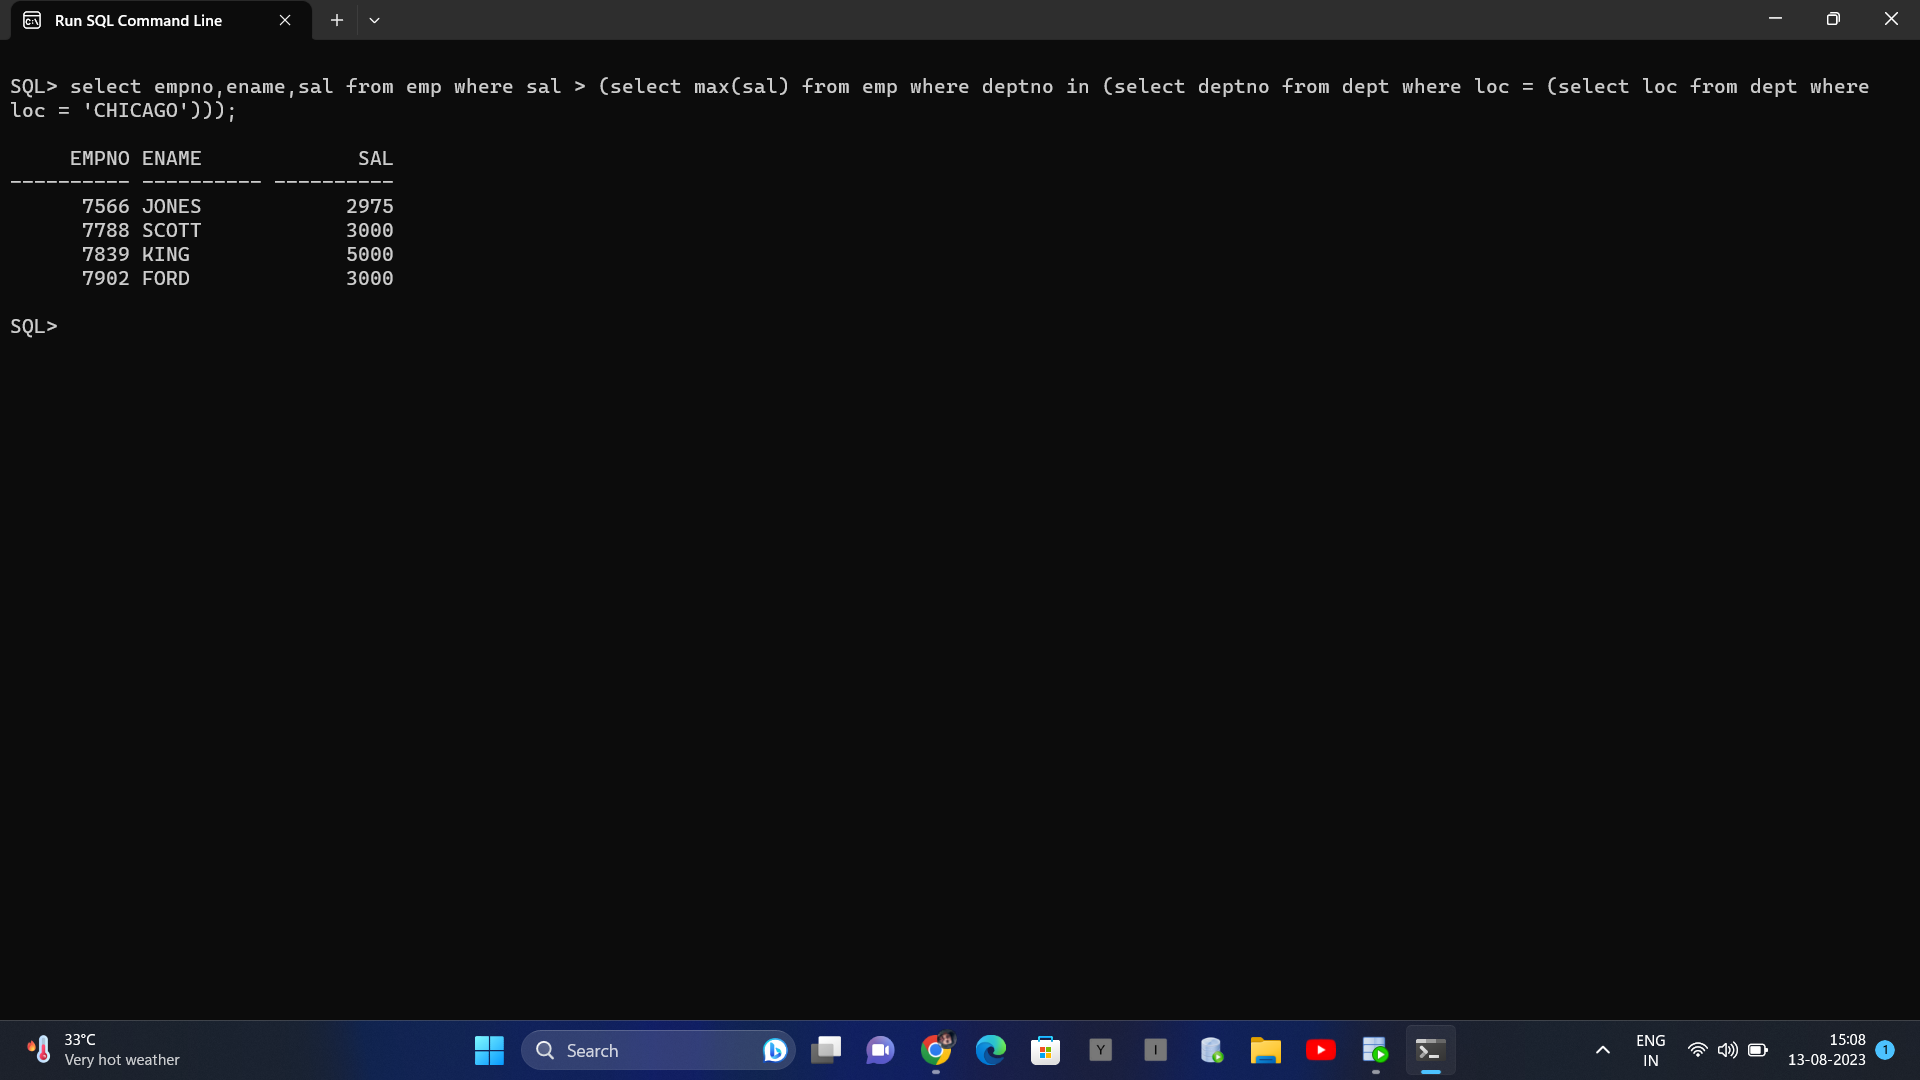 Run SQL Command Line
SQL> select empno,ename,sal from emp where sal > (select max(sal) from emp where deptno in (select deptno from dept where loc = (select loc from dept where
loc = 'CHICAGO')));
EMPNO ENAME SAL
---------- ---------- ----------
7566 JONES 2975
7788 SCOTT 3000
7839 KING 5000
7902 FORD 3000
SQL>
33°C
Very hot weather
Search
Y
I
ENG
IN
15:08
13-08-2023
1